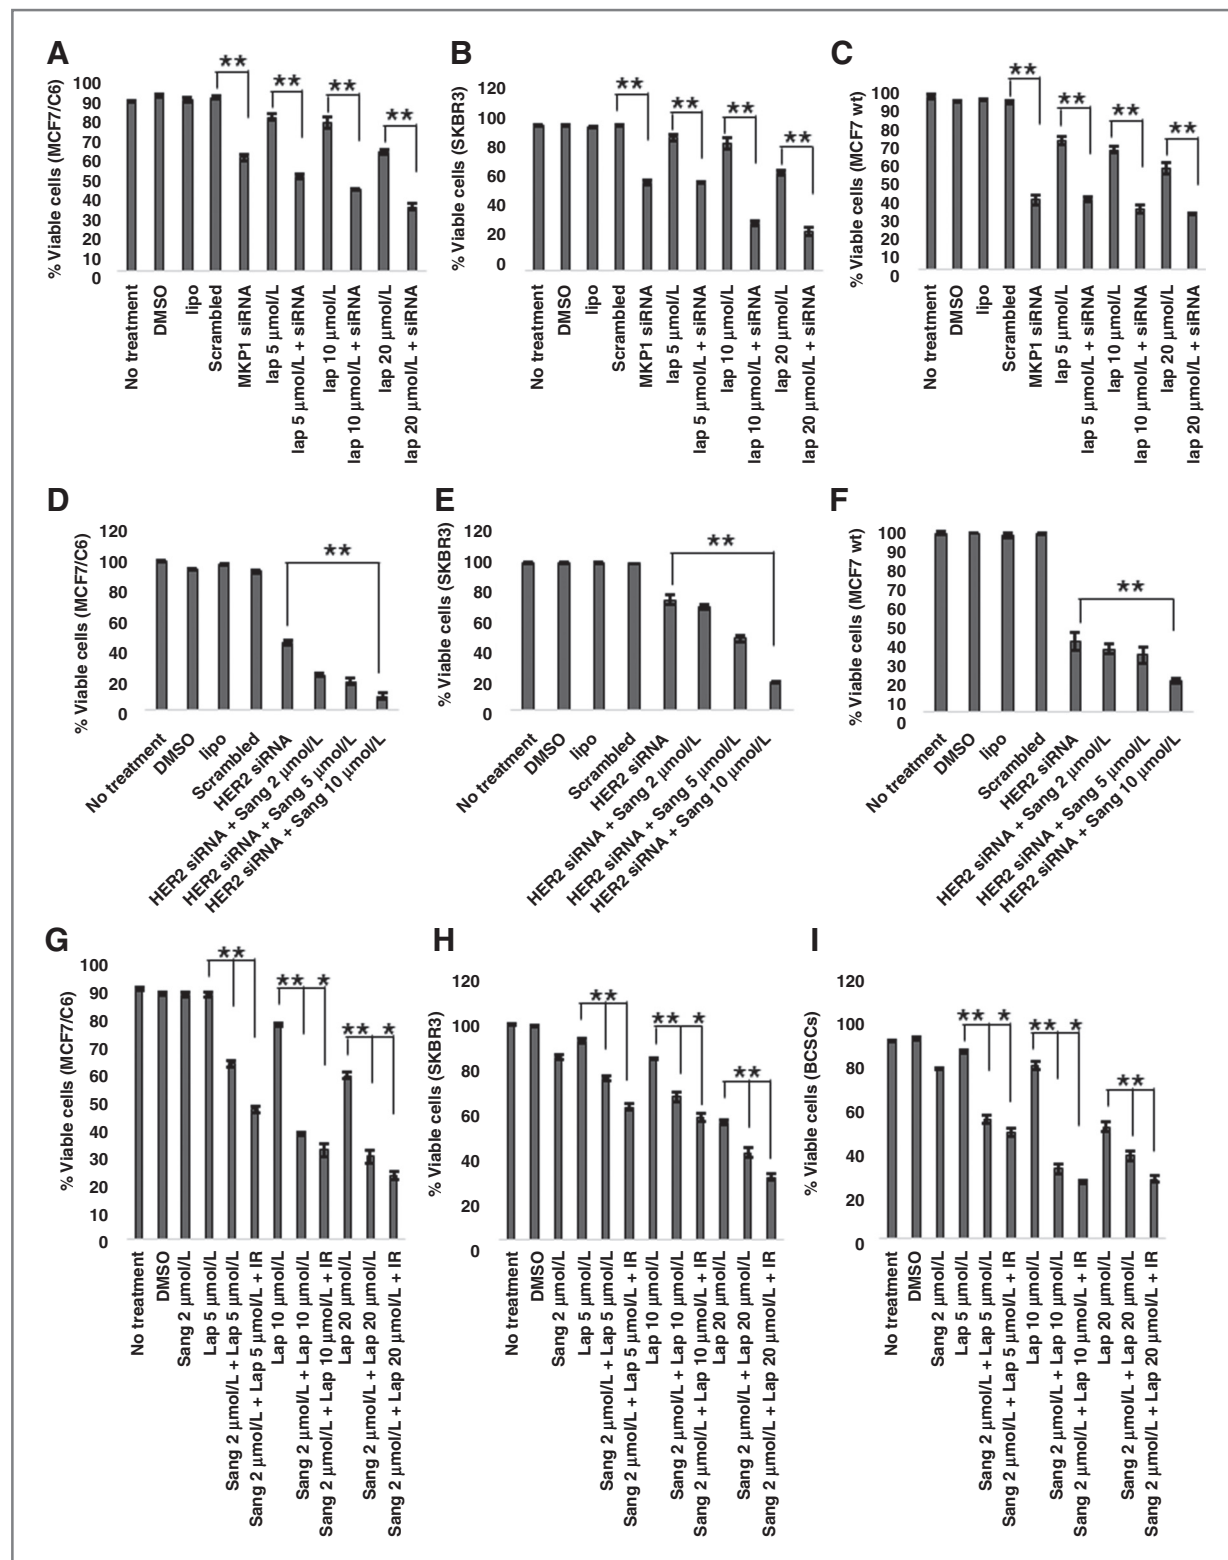 A
% Viable cells (MCF7/C6)
100
90
80
70
60
50
40
30
20
10
0
**
**
**
**
No treatment
DMSO
lipo
Scrambled
MKP1 siRNA
lap 5 µmol/L
lap 5 µmol/L + siRNA
lap 10 µmol/L
lap 10 µmol/L + siRNA
lap 20 µmol/L
lap 20 µmol/L + siRNA
B
% Viable cells (SKBR3)
120
100
80
60
40
20
0
**
**
**
**
No treatment
DMSO
lipo
Scrambled
MKP1 siRNA
lap 5 µmol/L
lap 5 µmol/L + siRNA
lap 10 µmol/L
lap 10 µmol/L + siRNA
lap 20 µmol/L
lap 20 µmol/L + siRNA
C
% Viable cells (MCF7 wt)
100
90
80
70
60
50
40
30
20
10
0
**
**
**
**
No treatment
DMSO
lipo
Scrambled
MKP1 siRNA
lap 5 µmol/L
lap 5 µmol/L + siRNA
lap 10 µmol/L
lap 10 µmol/L + siRNA
lap 20 µmol/L
lap 20 µmol/L + siRNA
D
% Viable cells (MCF7/C6)
120
100
80
60
40
20
0
**
No treatment
DMSO
lipo
Scrambled
HER2 siRNA
HER2 siRNA + Sang 2 µmol/L
HER2 siRNA + Sang 5 µmol/L
HER2 siRNA + Sang 10 µmol/L
E
% Viable cells (SKBR3)
120
100
80
60
40
20
0
**
No treatment
DMSO
lipo
Scrambled
HER2 siRNA
HER2 siRNA + Sang 2 µmol/L
HER2 siRNA + Sang 5 µmol/L
HER2 siRNA + Sang 10 µmol/L
F
% Viable cells (MCF7 wt)
100
90
80
70
60
50
40
30
20
10
0
**
No treatment
DMSO
lipo
Scrambled
HER2 siRNA
HER2 siRNA + Sang 2 µmol/L
HER2 siRNA + Sang 5 µmol/L
HER2 siRNA + Sang 10 µmol/L
G
% Viable cells (MCF7/C6)
100
90
80
70
60
50
40
30
20
10
0
**
** *
** *
No treatment
DMSO
Sang 2 µmol/L
Lap 5 µmol/L
Sang 2 µmol/L + Lap 5 µmol/L
Sang 2 µmol/L + Lap 5 µmol/L + IR
Lap 10 µmol/L
Sang 2 µmol/L + Lap 10 µmol/L
Sang 2 µmol/L + Lap 10 µmol/L + IR
Lap 20 µmol/L
Sang 2 µmol/L + Lap 20 µmol/L
Sang 2 µmol/L + Lap 20 µmol/L + IR
H
% Viable cells (SKBR3)
120
100
80
60
40
20
0
**
** *
**
No treatment
DMSO
Sang 2 µmol/L
Lap 5 µmol/L
Sang 2 µmol/L + Lap 5 µmol/L
Sang 2 µmol/L + Lap 5 µmol/L + IR
Lap 10 µmol/L
Sang 2 µmol/L + Lap 10 µmol/L
Sang 2 µmol/L + Lap 10 µmol/L + IR
Lap 20 µmol/L
Sang 2 µmol/L + Lap 20 µmol/L
Sang 2 µmol/L + Lap 20 µmol/L + IR
I
% Viable cells (BCSCs)
120
100
80
60
40
20
0
** *
** *
**
No treatment
DMSO
Sang 2 µmol/L
Lap 5 µmol/L
Sang 2 µmol/L + Lap 5 µmol/L
Sang 2 µmol/L + Lap 5 µmol/L + IR
Lap 10 µmol/L
Sang 2 µmol/L + Lap 10 µmol/L
Sang 2 µmol/L + Lap 10 µmol/L + IR
Lap 20 µmol/L
Sang 2 µmol/L + Lap 20 µmol/L
Sang 2 µmol/L + Lap 20 µmol/L + IR